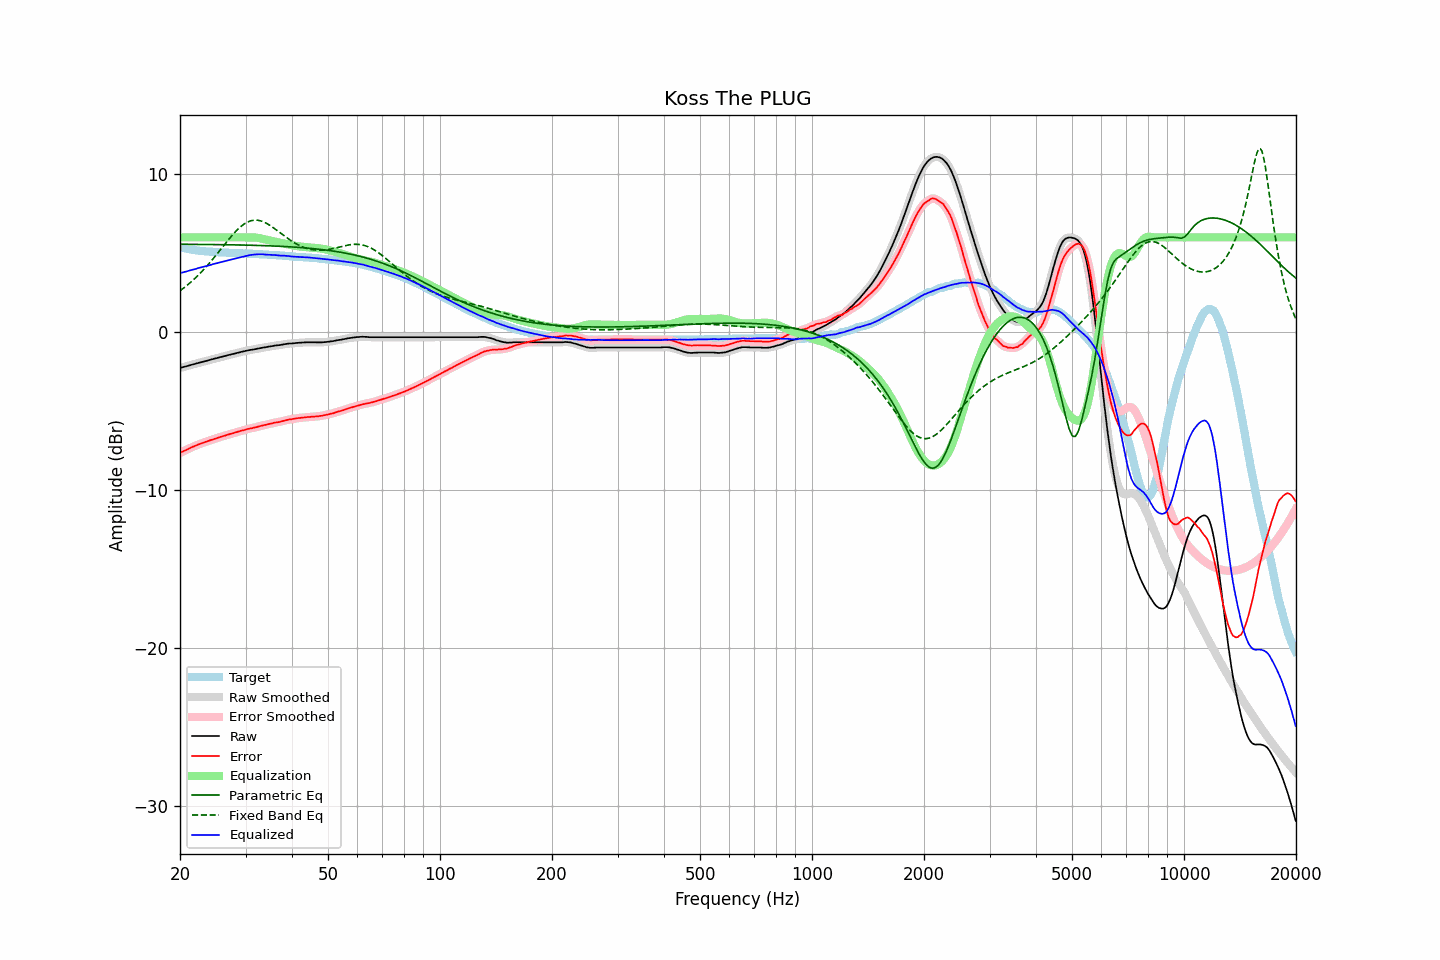 Koss The PLUG
Amplitude (dBr)
10
0
−10
−20
−30
Target
Raw Smoothed
Error Smoothed
Raw
Error
Equalization
Parametric Eq
Fixed Band Eq
Equalized
20 50 100 200 500 1000 2000 5000 10000 20000
Frequency (Hz)